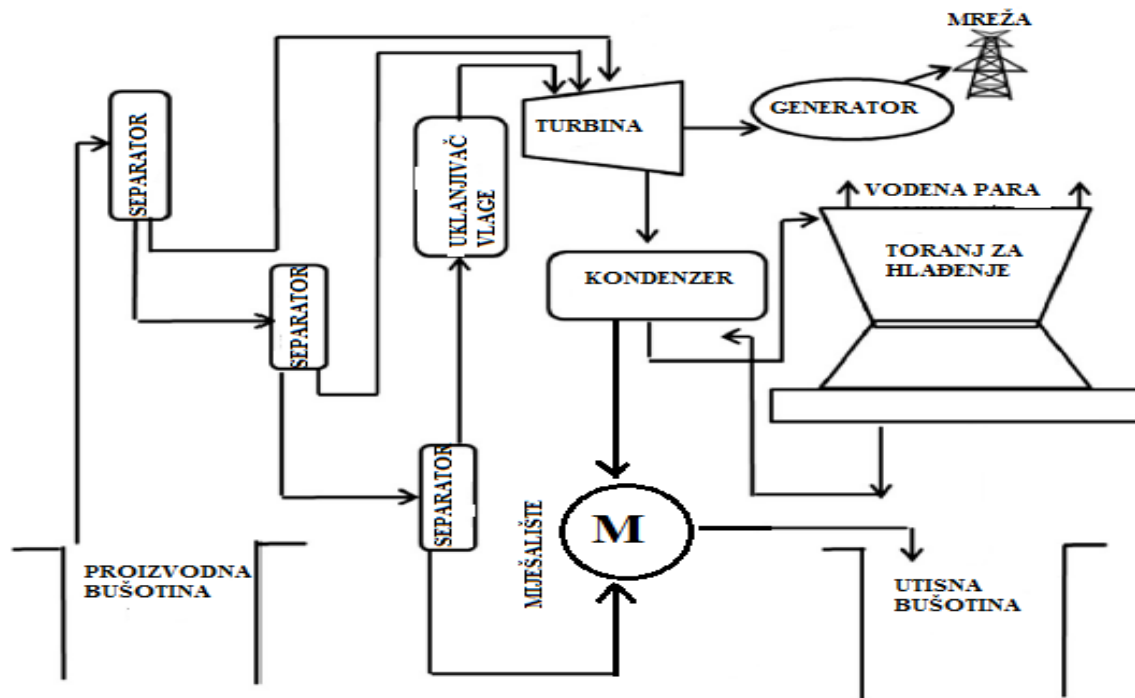 MREŽA
GENERATOR
TURBINA
SEPARATOR
UKLANJIVAČ
VLAGE
VODENA PARA
TORANJ ZA
HLAĐENJE
KONDENZER
SEPARATOR
SEPARATOR
MIJEŠALIŠTE
M
PROIZVODNA
BUŠOTINA
UTISNA
BUŠOTINA